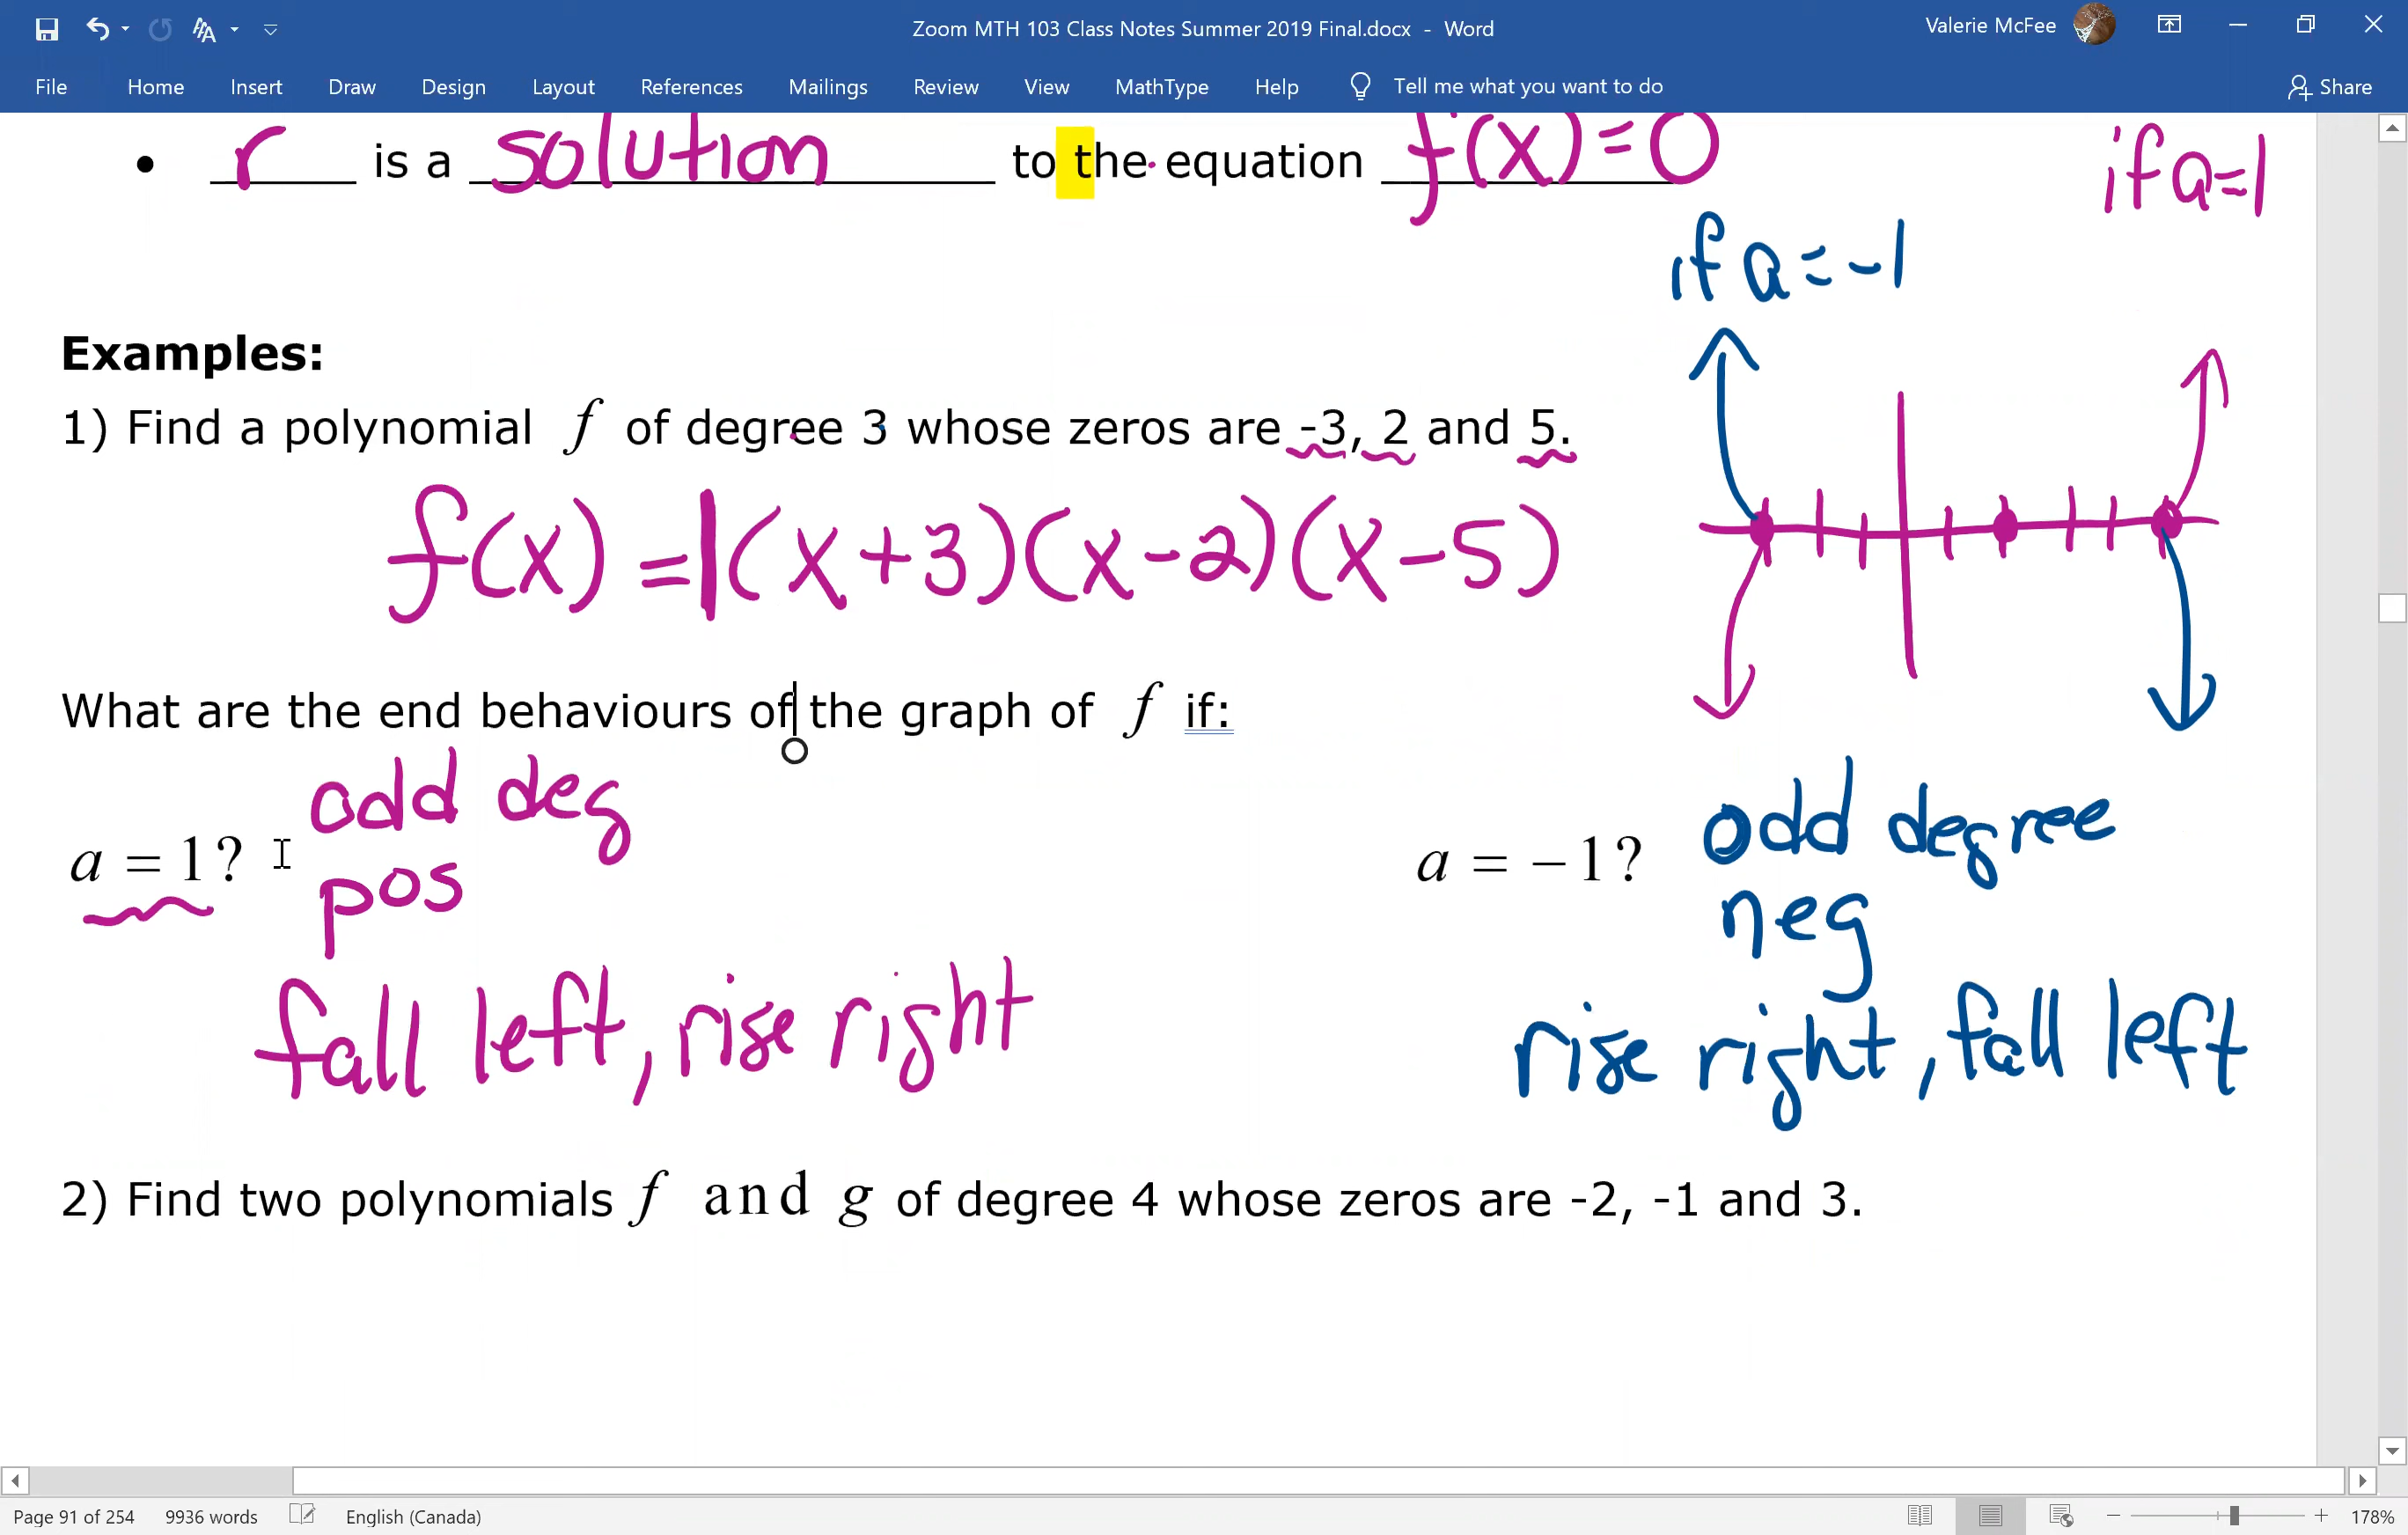 Zoom MTH 103 Class Notes Summer 2019 Final.docx - Word
Valerie McFee
File Home Insert Draw Design Layout References Mailings Review View MathType Help Tell me what you want to do Share
• r is a solution to the equation f(x)=0
if a=1
if a=-1
Examples:
1) Find a polynomial f of degree 3 whose zeros are -3, 2 and 5.
f(x)=1(x+3)(x-2)(x-5)
What are the end behaviours of the graph of f if:
a = 1? odd deg
pos
fall left, rise right
a = −1? odd degree
neg
rise right, fall left
2) Find two polynomials f and g of degree 4 whose zeros are -2, -1 and 3.
Page 91 of 254 9936 words English (Canada) 178%